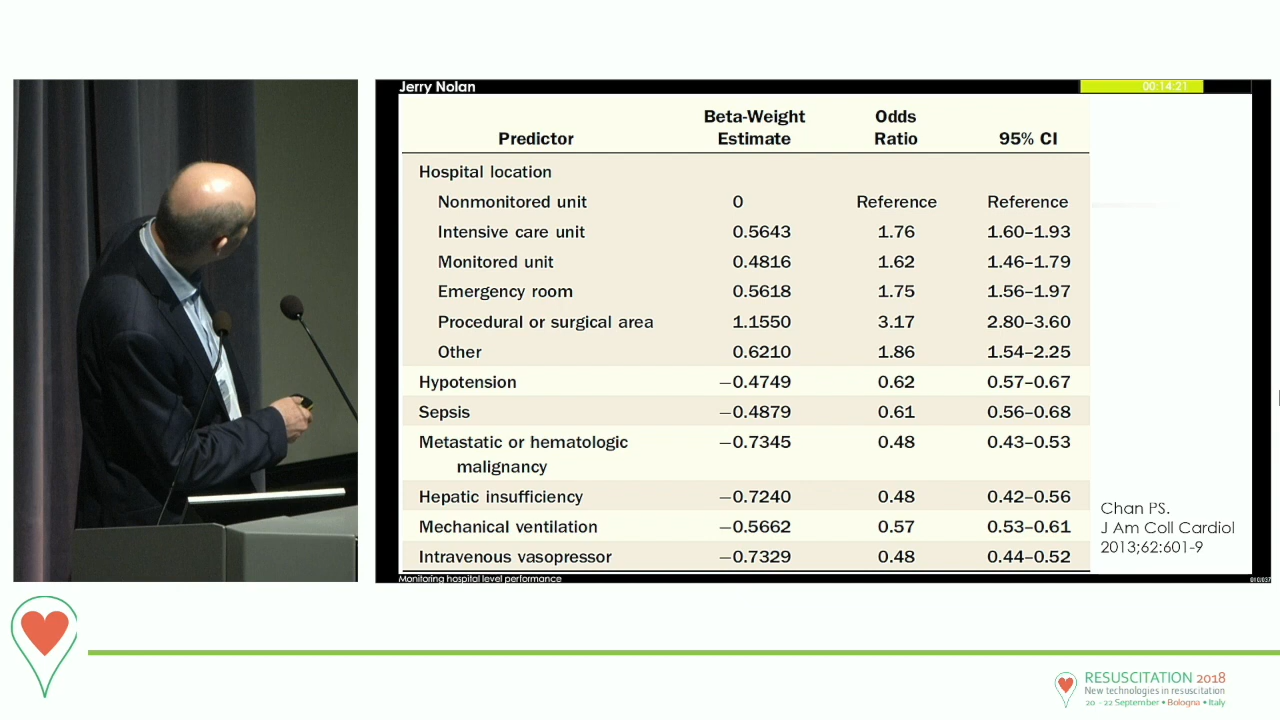 Jerry Nolan
00:14:21
Predictor Beta-Weight Estimate Odds Ratio 95% CI
Hospital location
Nonmonitored unit 0 Reference Reference
Intensive care unit 0.5643 1.76 1.60–1.93
Monitored unit 0.4816 1.62 1.46–1.79
Emergency room 0.5618 1.75 1.56–1.97
Procedural or surgical area 1.1550 3.17 2.80–3.60
Other 0.6210 1.86 1.54–2.25
Hypotension −0.4749 0.62 0.57–0.67
Sepsis −0.4879 0.61 0.56–0.68
Metastatic or hematologic −0.7345 0.48 0.43–0.53
malignancy
Hepatic insufficiency −0.7240 0.48 0.42–0.56
Mechanical ventilation −0.5662 0.57 0.53–0.61
Intravenous vasopressor −0.7329 0.48 0.44–0.52
Chan PS.
J Am Coll Cardiol
2013;62:601-9
Monitoring hospital level performance
RESUSCITATION 2018
New technologies in resuscitation
20 - 22 September • Bologna • Italy